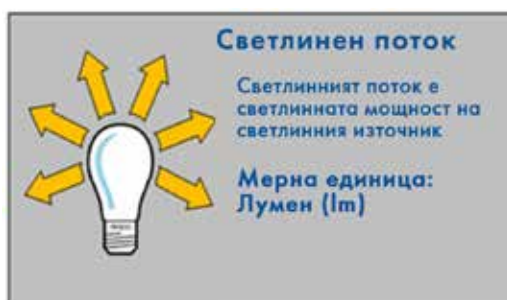 Светлинен поток
Светлинният поток е
светлинната мощност на
светлинния източник
Мерна единица:
Лумен (lm)